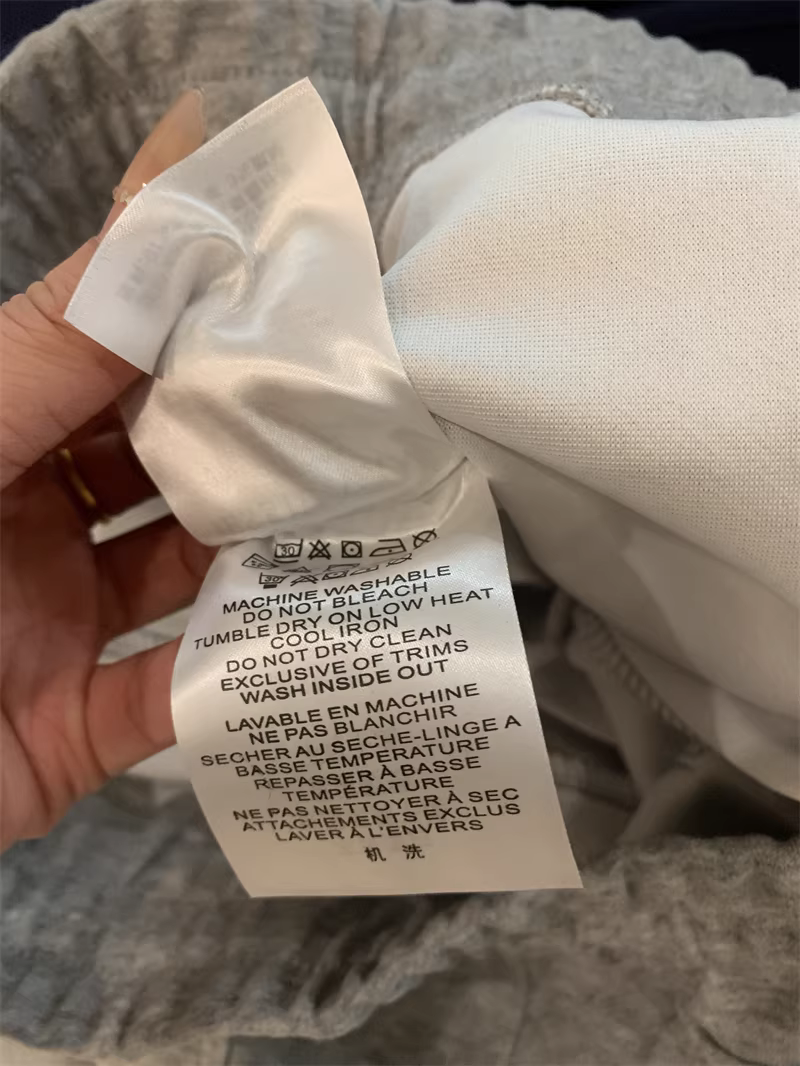 30
30
MACHINE WASHABLE
DO NOT BLEACH
TUMBLE DRY ON LOW HEAT
COOL IRON
DO NOT DRY CLEAN
EXCLUSIVE OF TRIMS
WASH INSIDE OUT
LAVABLE EN MACHINE
NE PAS BLANCHIR
SECHER AU SECHE-LINGE A
BASSE TEMPERATURE
REPASSER À BASSE
TEMPÉRATURE
NE PAS NETTOYER À SEC
ATTACHEMENTS EXCLUS
LAVER À L'ENVERS
机 洗